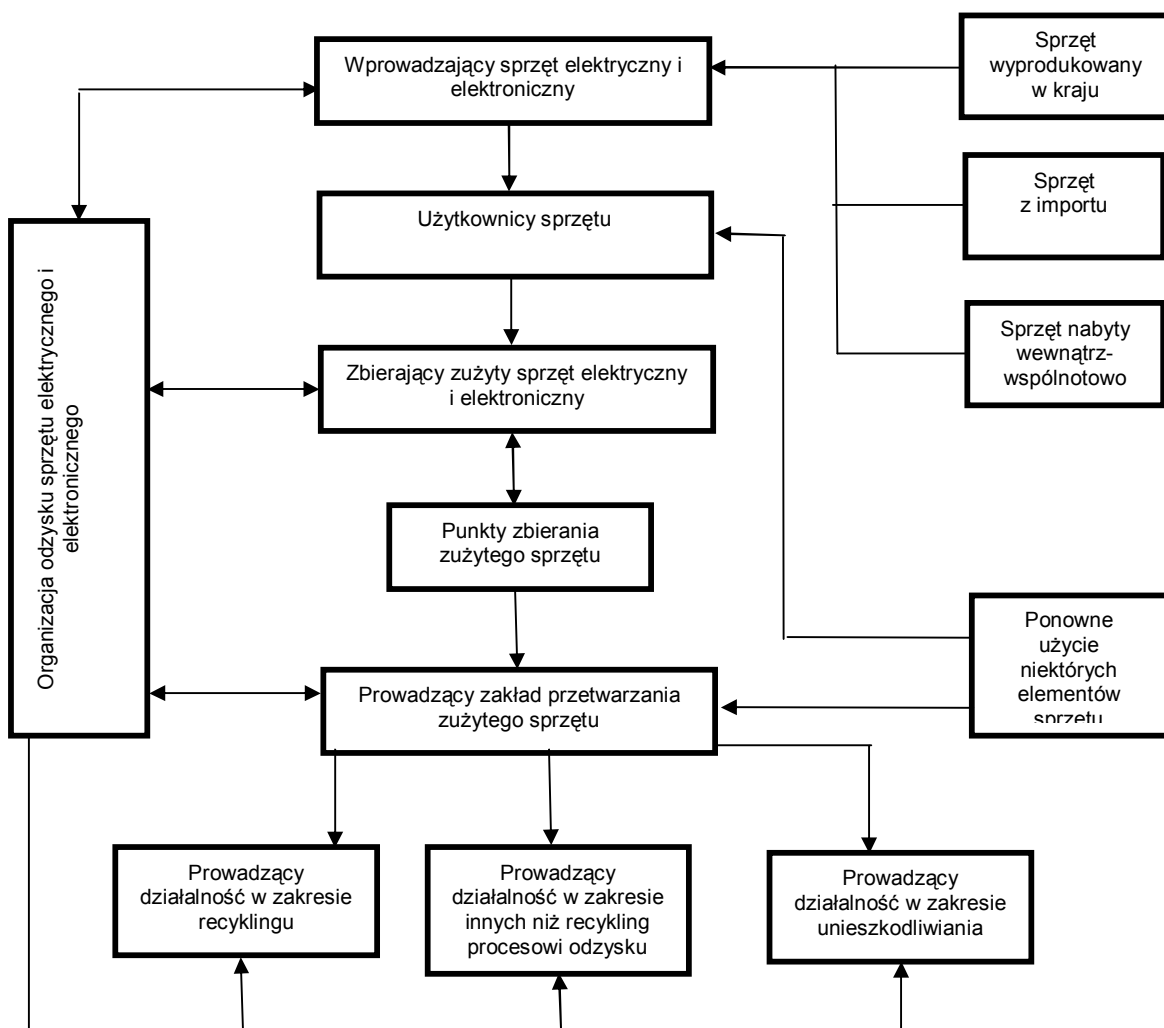 Wprowadzający sprzęt elektryczny i
elektroniczny
Sprzęt
wyprodukowany
w kraju
Sprzęt
z importu
Użytkownicy sprzętu
Organizacja odzysku sprzętu elektrycznego i
elektronicznego
Sprzęt nabyty
wewnątrz-
wspólnotowo
Zbierający zużyty sprzęt elektryczny
i elektroniczny
Punkty zbierania
zużytego sprzętu
Ponowne
użycie
niektórych
elementów
sprzętu
Prowadzący zakład przetwarzania
zużytego sprzętu
Prowadzący
działalność w zakresie
recyklingu
Prowadzący
działalność w zakresie
innych niż recykling
procesowi odzysku
Prowadzący
działalność w zakresie
unieszkodliwiania